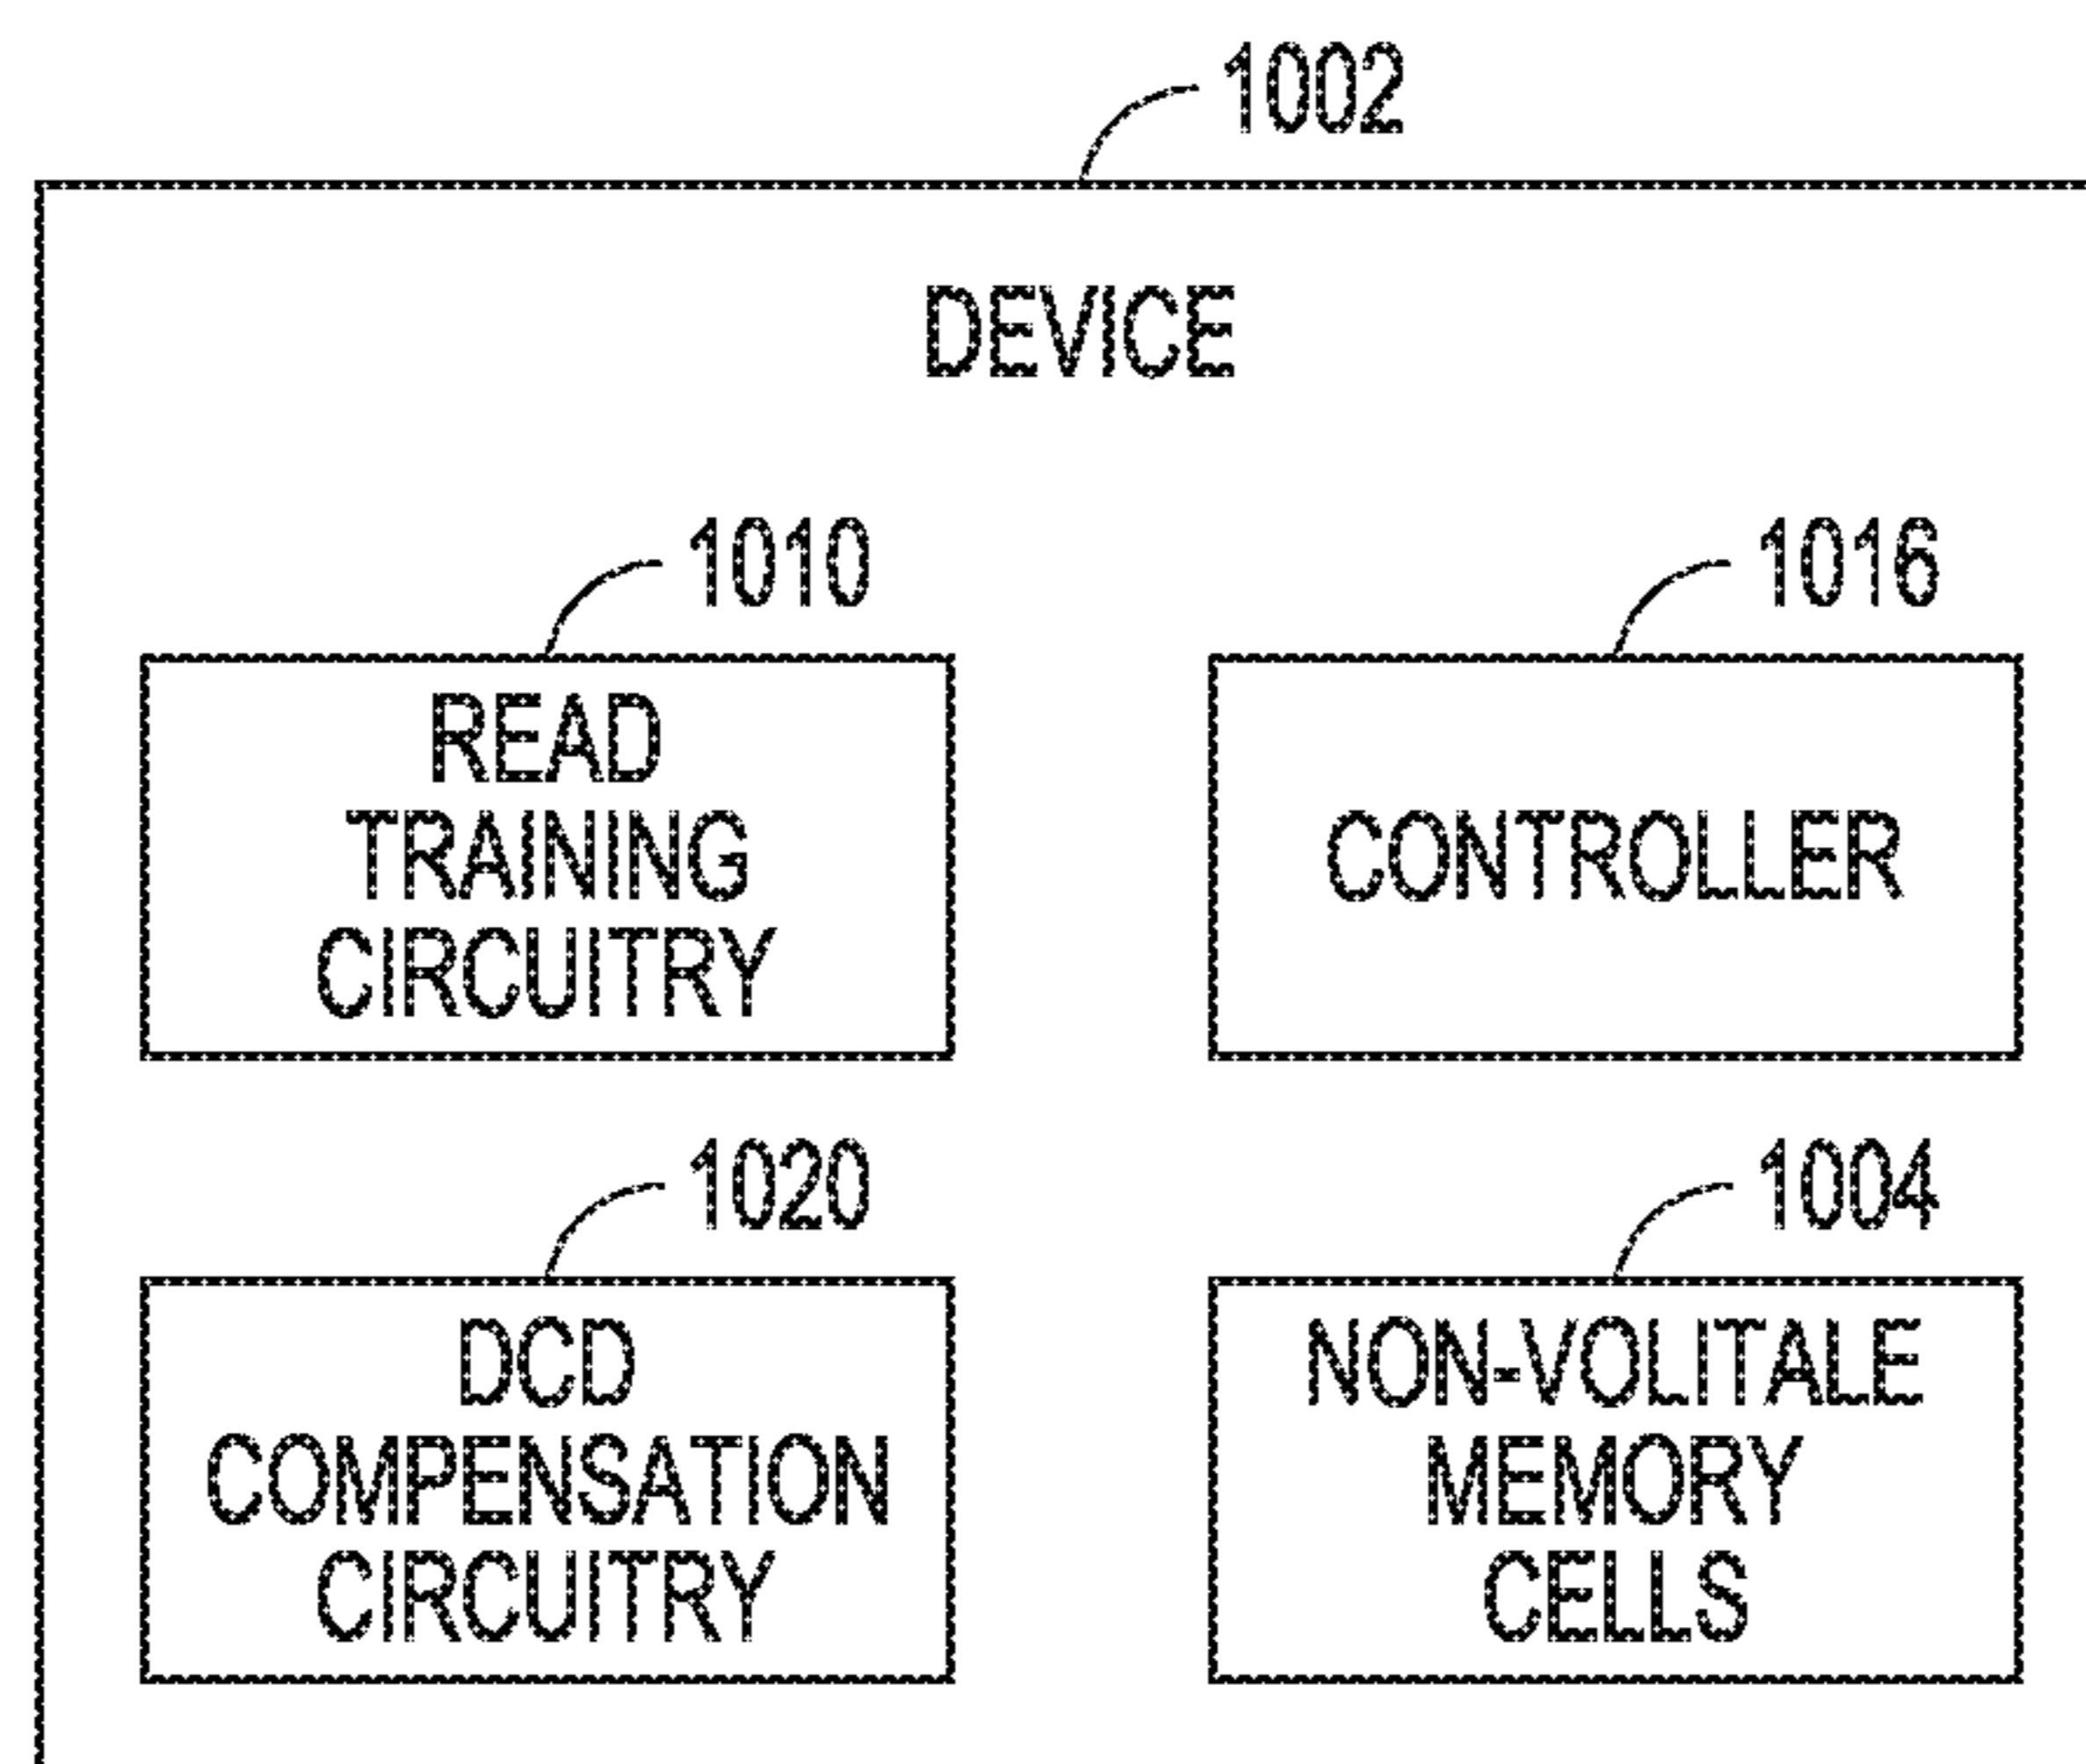 1002
DEVICE
1010
1016
READ
TRAINING
CIRCUITRY
CONTROLLER
1020
1004
DCD
COMPENSATION
CIRCUITRY
NON-VOLITALE
MEMORY
CELLS